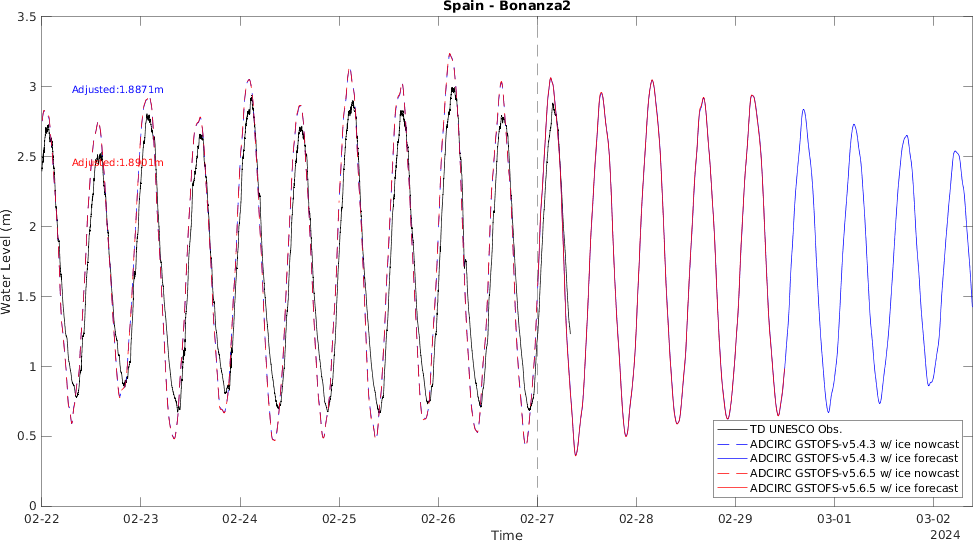 Spain - Bonanza2
3.5
3
2.5
2
1.5
1
0.5
0
Water Level (m)
Adjusted:1.8871m
Adjusted:1.8901m
TD UNESCO Obs.
ADCIRC GSTOFS-v5.4.3 w/ ice nowcast
ADCIRC GSTOFS-v5.4.3 w/ ice forecast
ADCIRC GSTOFS-v5.6.5 w/ ice nowcast
ADCIRC GSTOFS-v5.6.5 w/ ice forecast
02-22 02-23 02-24 02-25 02-26 02-27 02-28 02-29 03-01 03-02
Time
2024